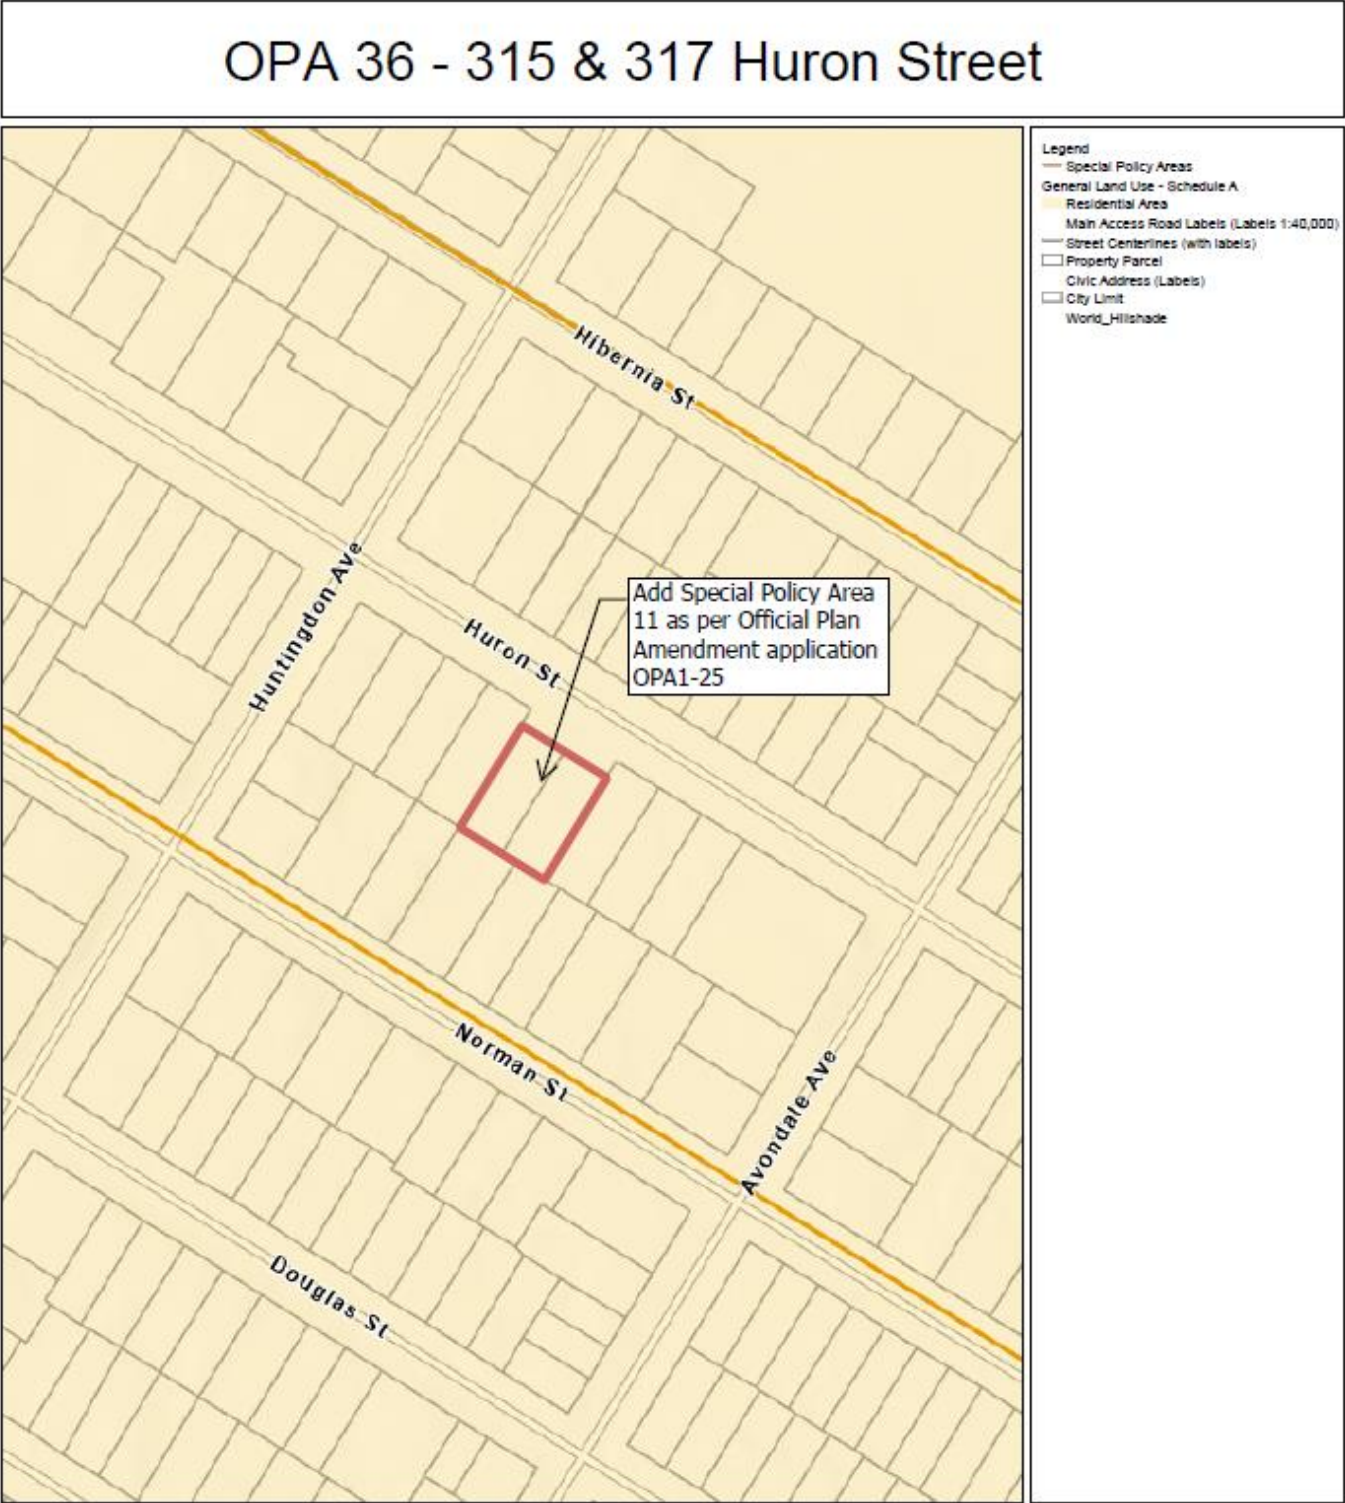 OPA 36 - 315 & 317 Huron Street
Legend
Special Policy Areas
General Land Use - Schedule A
Residential Area
Main Access Road Labels (Labels 1:40,000)
Street Centerlines (with labels)
Property Parcel
Civic Address (Labels)
City Limit
World_Hillshade
Hibernia St
Huntingdon Ave
Huron St
Add Special Policy Area
11 as per Official Plan
Amendment application
OPA1-25
Norman St
Avondale Ave
Douglas St